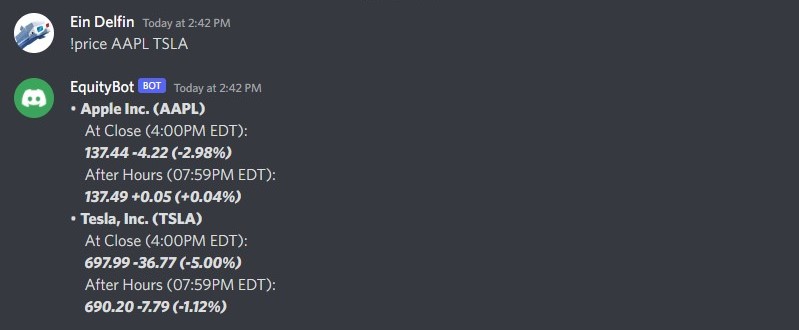 Ein Delfin Today at 2:42 PM
!price AAPL TSLA
EquityBot BOT Today at 2:42 PM
• Apple Inc. (AAPL)
At Close (4:00PM EDT):
137.44 -4.22 (-2.98%)
After Hours (07:59PM EDT):
137.49 +0.05 (+0.04%)
• Tesla, Inc. (TSLA)
At Close (4:00PM EDT):
697.99 -36.77 (-5.00%)
After Hours (07:59PM EDT):
690.20 -7.79 (-1.12%)